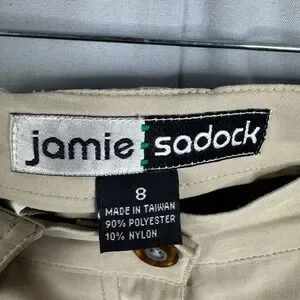 jamie sadock
8
MADE IN TAIWAN
90% POLYESTER
10% NYLON